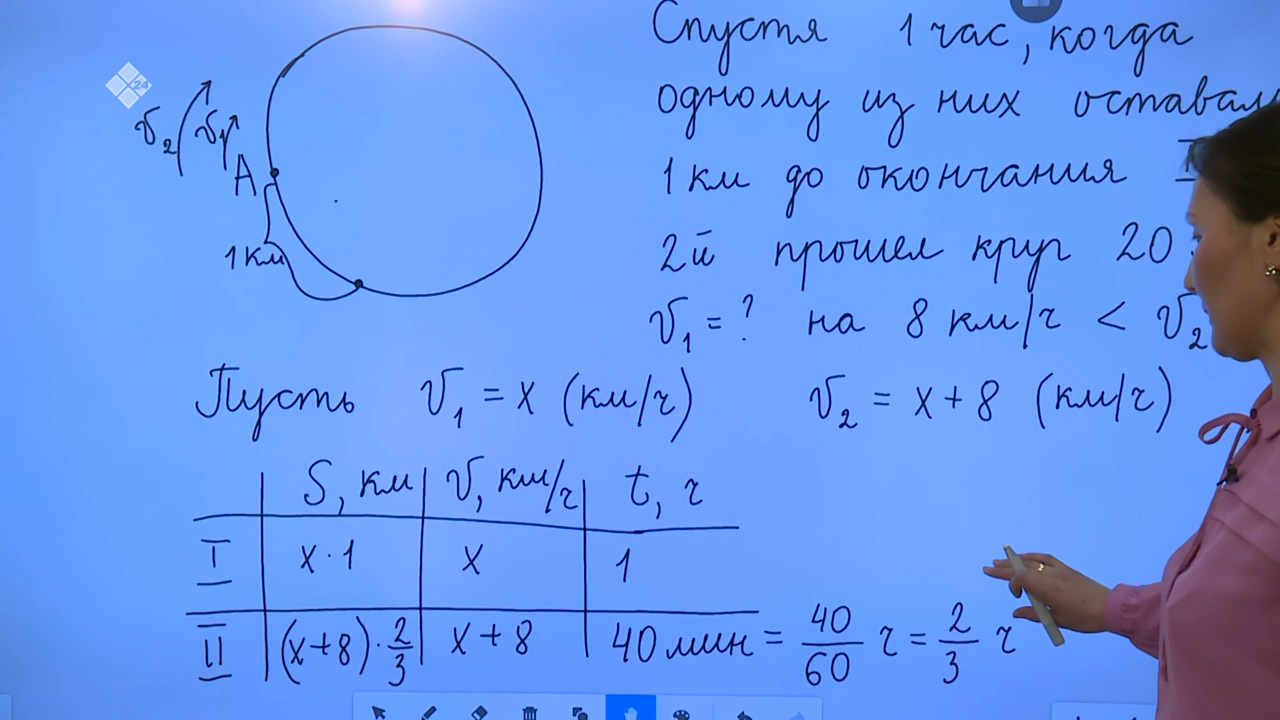 Спустя 1 час, когда
одному из них
1 км до окончания
2й прошел круг 20
V₁ = ? на 8 км/ч < V₂
24
V₂ V₁
A
1 км
Пусть V₁ = x (км/ч) V₂ = x + 8 (км/ч)
S, км V, км/ч t, ч
I x · 1 x 1
II (x+8) · 2/3 x + 8 40 мин = 40/60 ч = 2/3 ч